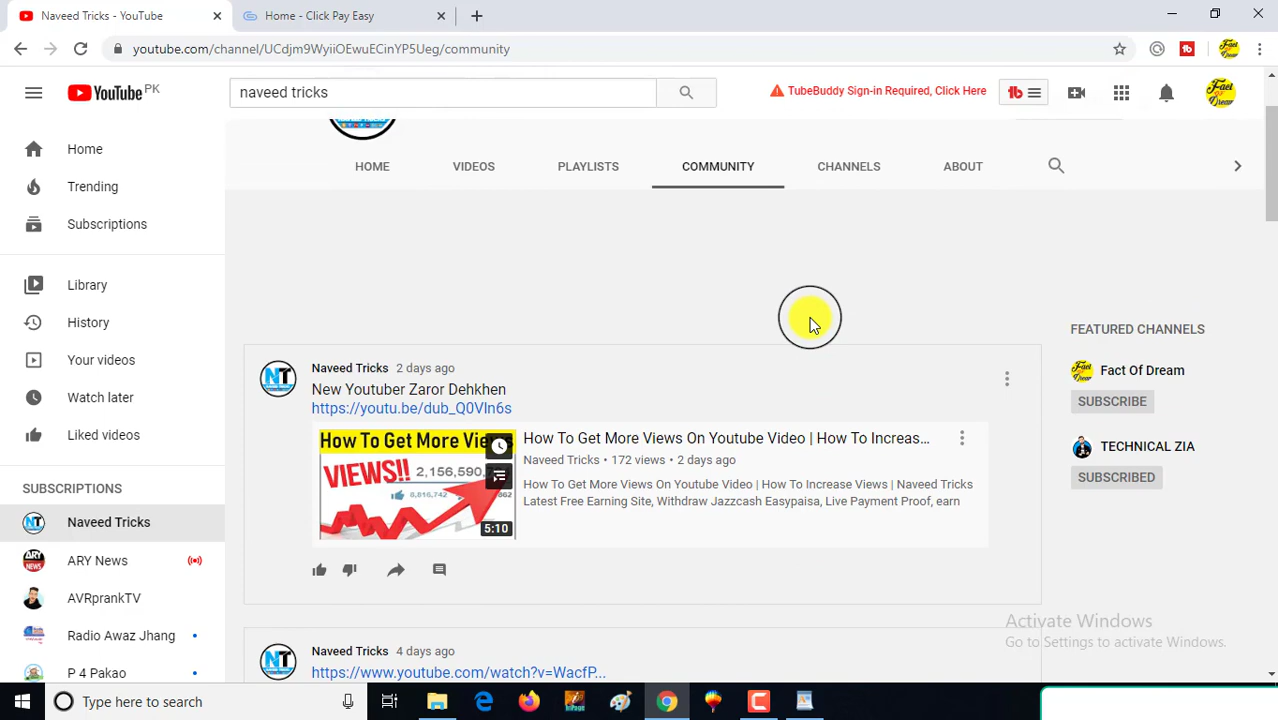 Naveed Tricks - YouTube
Home - Click Pay Easy
youtube.com/channel/UCdjm9WyiiOEwuECinYP5Ueg/community
YouTube PK
naveed tricks
TubeBuddy Sign-in Required, Click Here
HOME VIDEOS PLAYLISTS COMMUNITY CHANNELS ABOUT
Home
Trending
Subscriptions
Library
History
Your videos
Watch later
Liked videos
SUBSCRIPTIONS
Naveed Tricks
ARY News
AVRprankTV
Radio Awaz Jhang
P 4 Pakao
Naveed Tricks 2 days ago
New Youtuber Zaror Dehkhen
https://youtu.be/dub_Q0VIn6s
How To Get More Views
VIEWS!! 2,156,590
5:10
How To Get More Views On Youtube Video | How To Increas...
Naveed Tricks • 172 views • 2 days ago
How To Get More Views On Youtube Video | How To Increase Views | Naveed Tricks
Latest Free Earning Site, Withdraw Jazzcash Easypaisa, Live Payment Proof, earn
Naveed Tricks 4 days ago
https://www.youtube.com/watch?v=WacfP...
FEATURED CHANNELS
Fact Of Dream
SUBSCRIBE
TECHNICAL ZIA
SUBSCRIBED
Activate Windows
Go to Settings to activate Windows.
Type here to search